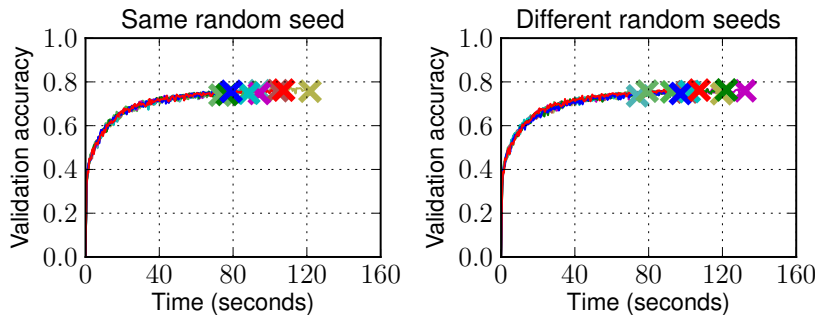 Same random seed
Validation accuracy
1.0
0.8
0.6
0.4
0.2
0.0
0 40 80 120 160
Time (seconds)
Different random seeds
Validation accuracy
1.0
0.8
0.6
0.4
0.2
0.0
0 40 80 120 160
Time (seconds)